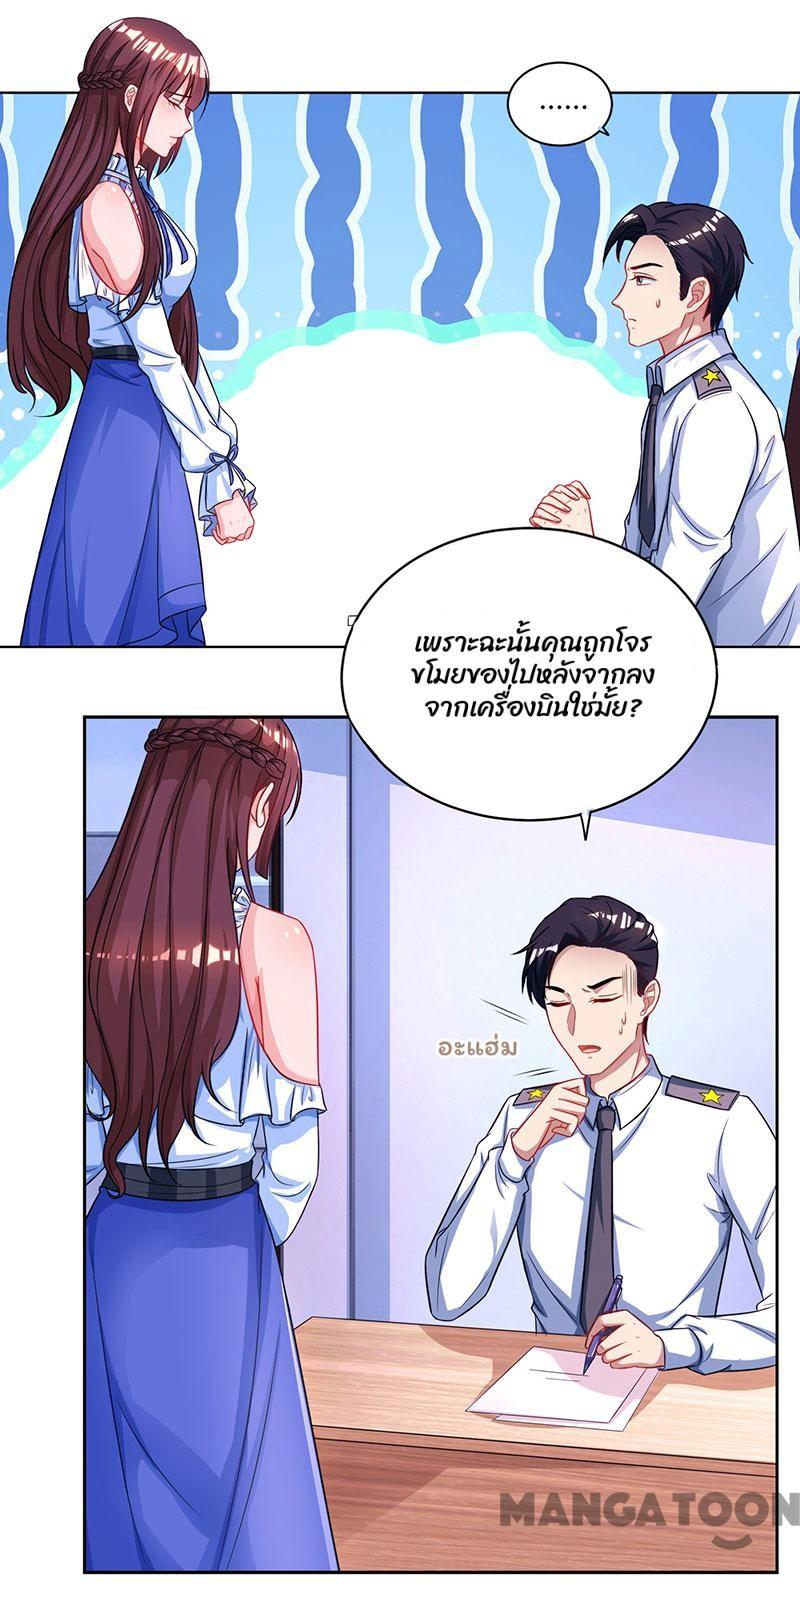 ......
เพราะฉะนั้นคุณถูกโจร
ขโมยของไปหลังจากลง
จากเครื่องบินใช่มั้ย?
อะแฮ่ม
MANGATOON